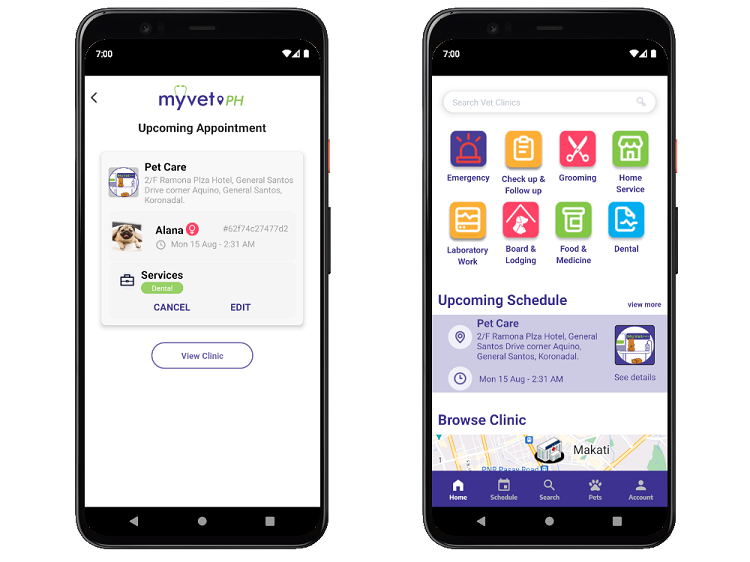 7:00
myvet PH
Upcoming Appointment
Pet Care
2/F Ramona Plza Hotel, General Santos
Drive corner Aquino, General Santos,
Koronadal.
Alana
#62f74c27477d2
Mon 15 Aug - 2:31 AM
Services
Dental
CANCEL
EDIT
View Clinic
7:00
Search Vet Clinics
Emergency
Check up &
Follow up
Grooming
Home
Service
Laboratory
Work
Board &
Lodging
Food &
Medicine
Dental
Upcoming Schedule
view more
Pet Care
2/F Ramona Plza Hotel, General
Santos Drive corner Aquino,
General Santos, Koronadal.
Mon 15 Aug - 2:31 AM
See details
Browse Clinic
Makati
1
PNR Pasay Road
Home
Schedule
Search
Pets
Account